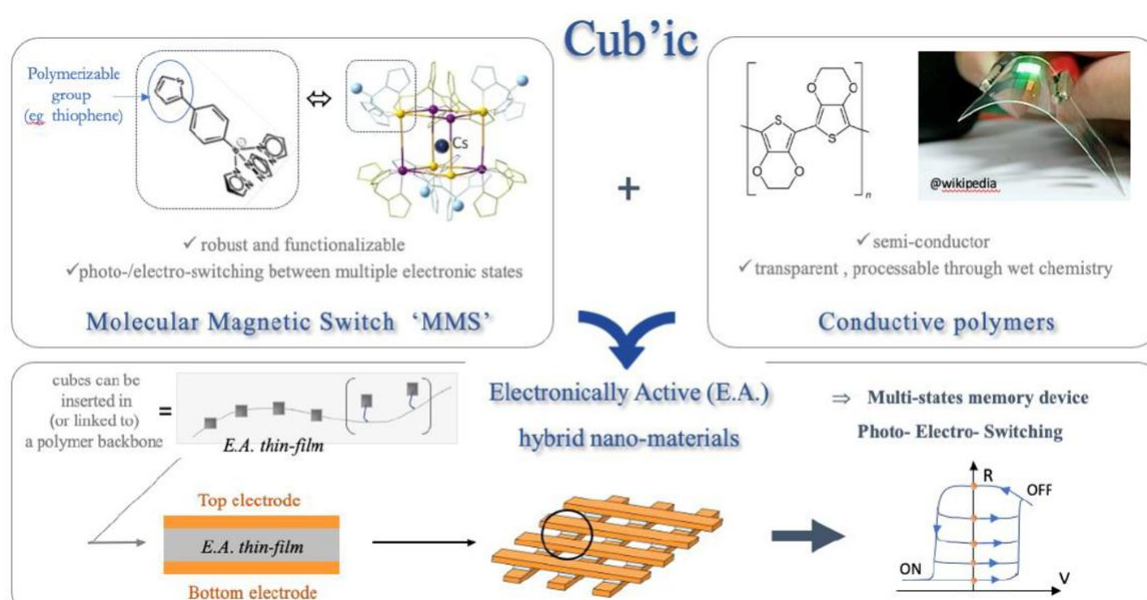 Cub'ic
Polymerizable
group
(eg thiophene)
S
N
N
N
N
Cs
✓ robust and functionalizable
✓photo-/electro-switching between multiple electronic states
Molecular Magnetic Switch ‘MMS’
+
O
O
S
S
O
O
n
@wikipedia
✓ semi-conductor
✓ transparent , processable through wet chemistry
Conductive polymers
cubes can be
inserted in
(or linked to)
a polymer backbone
=
E.A. thin-film
Electronically Active (E.A.)
hybrid nano-materials
⇒ Multi-states memory device
Photo- Electro- Switching
Top electrode
E.A. thin-film
Bottom electrode
R
OFF
ON
V